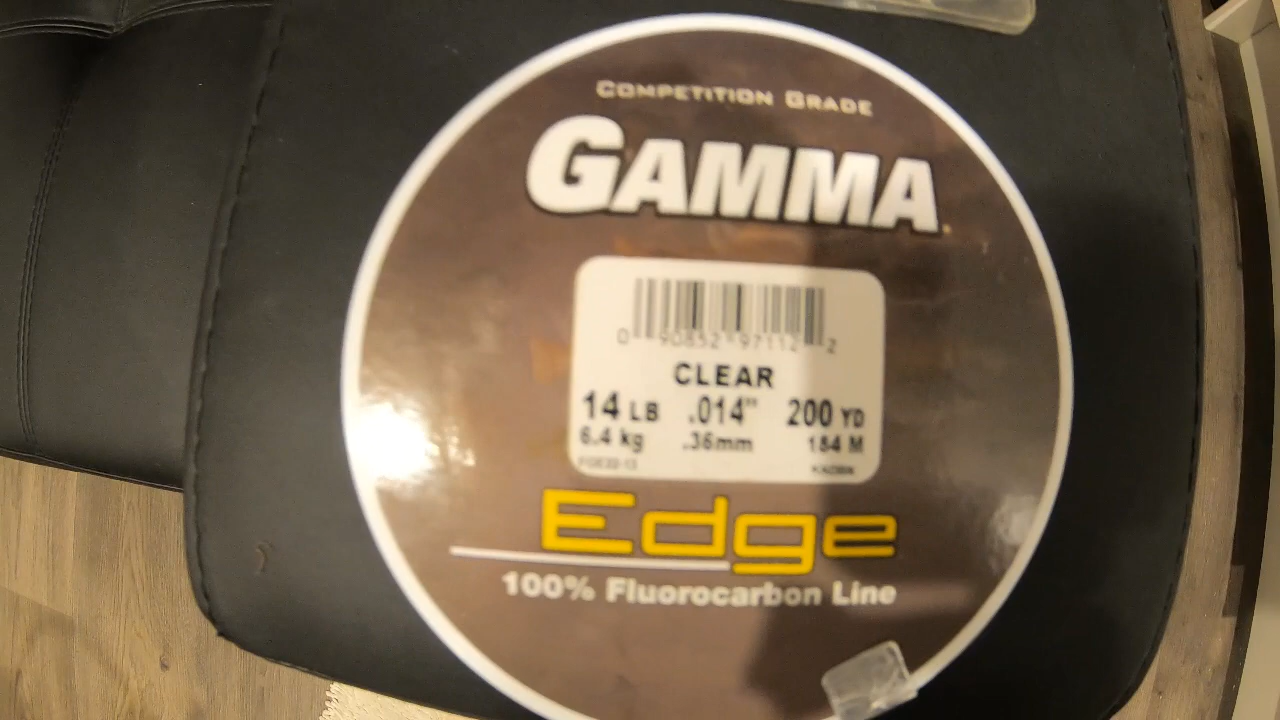 COMPETITION GRADE
GAMMA
0 90852 97112 2
CLEAR
14 LB .014" 200 YD
6.4 kg .36mm 184 M
Edge
100% Fluorocarbon Line